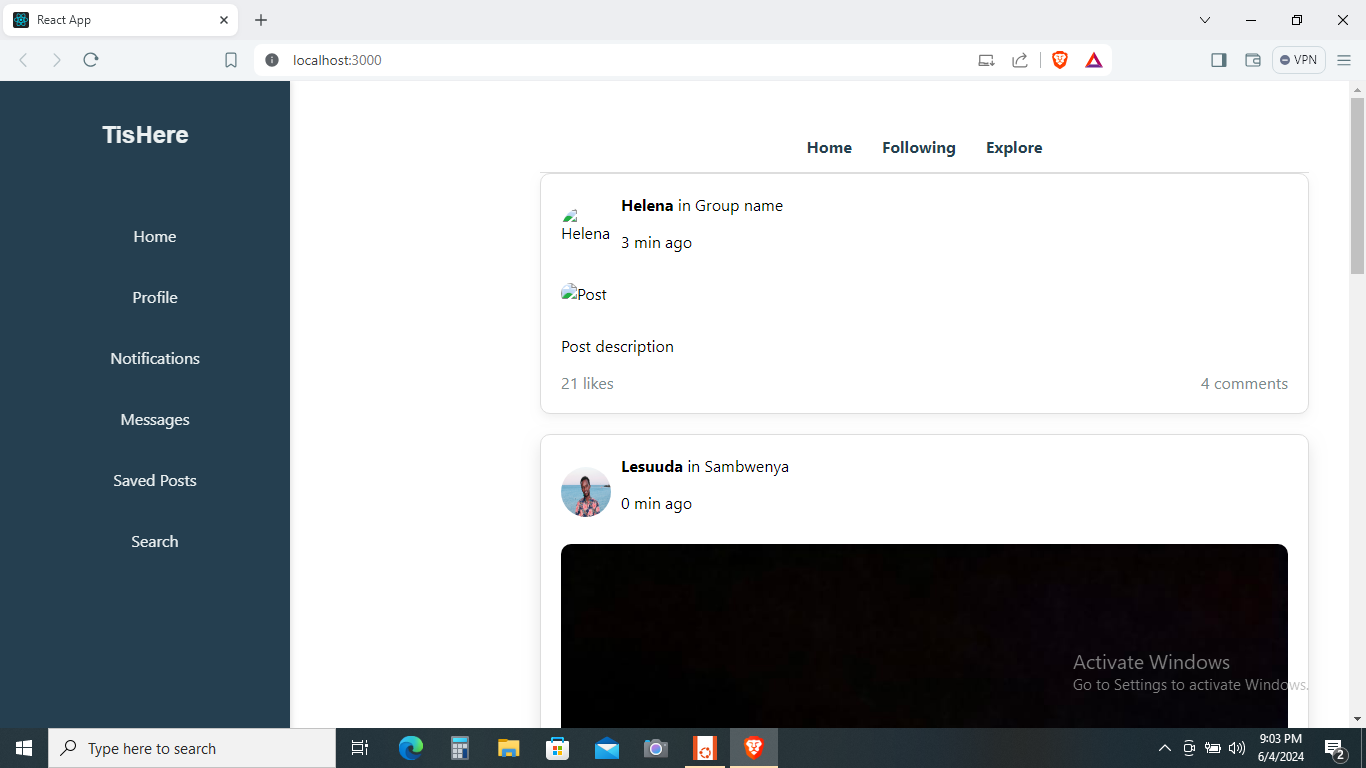 React App
localhost:3000
VPN
TisHere
Home
Profile
Notifications
Messages
Saved Posts
Search
Home Following Explore
Helena in Group name
Helena
3 min ago
Post
Post description
21 likes 4 comments
Lesuuda in Sambwenya
0 min ago
Activate Windows
Go to Settings to activate Windows.
Type here to search
9:03 PM
6/4/2024
2